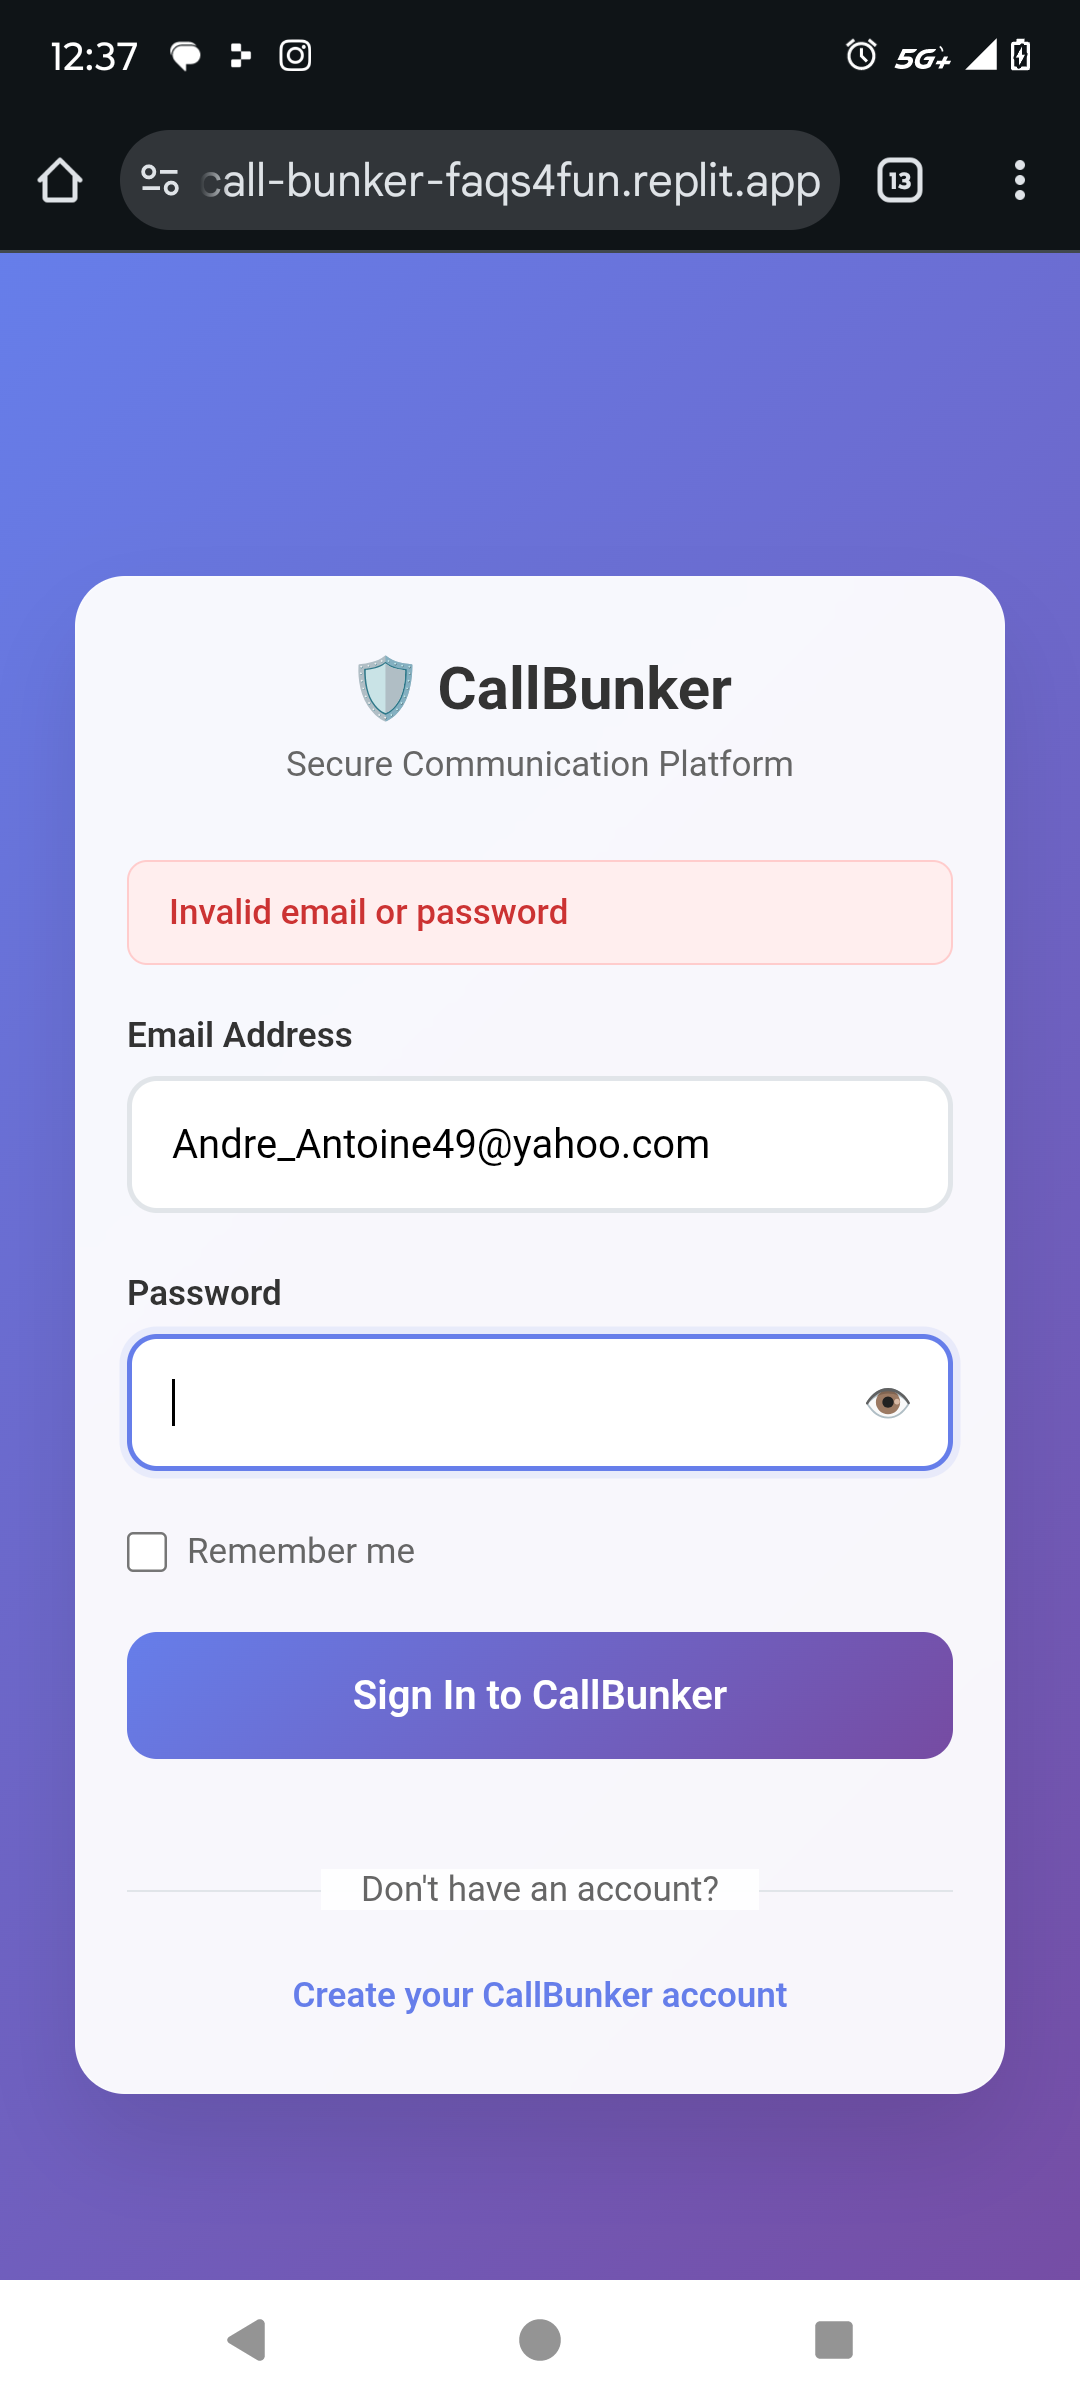 12:37
5G+
call-bunker-faqs4fun.replit.app
13
CallBunker
Secure Communication Platform
Invalid email or password
Email Address
Andre_Antoine49@yahoo.com
Password
Remember me
Sign In to CallBunker
Don't have an account?
Create your CallBunker account